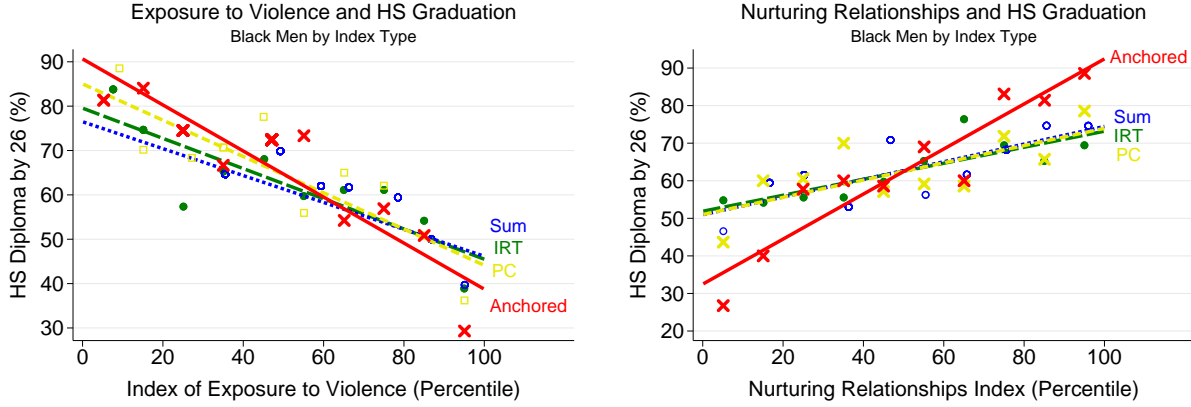 Exposure to Violence and HS Graduation
Black Men by Index Type
HS Diploma by 26 (%)
90
80
70
60
50
40
30
0
20
40
60
80
100
Sum
IRT
PC
Anchored
Index of Exposure to Violence (Percentile)
Nurturing Relationships and HS Graduation
Black Men by Index Type
HS Diploma by 26 (%)
90
80
70
60
50
40
30
20
0
20
40
60
80
100
Anchored
Sum
IRT
PC
Nurturing Relationships Index (Percentile)